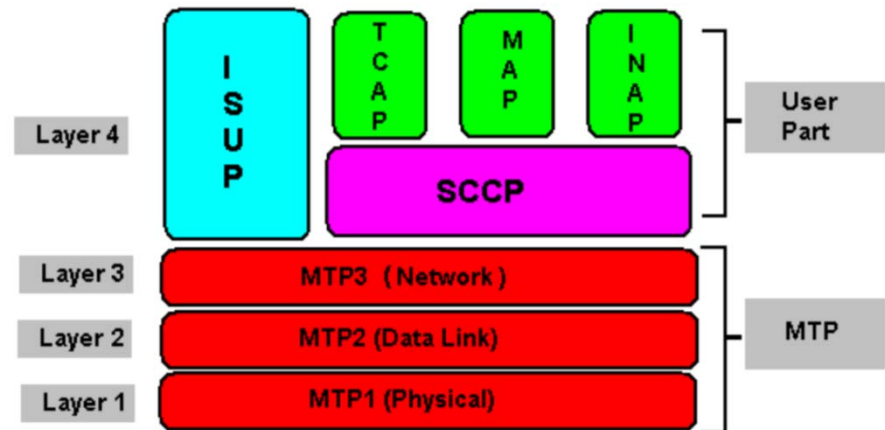 ISUP
TCAP
MAP
INAP
User
Part
Layer 4
SCCP
Layer 3
MTP3 ( Network )
Layer 2
MTP2 (Data Link)
MTP
Layer 1
MTP1 (Physical)